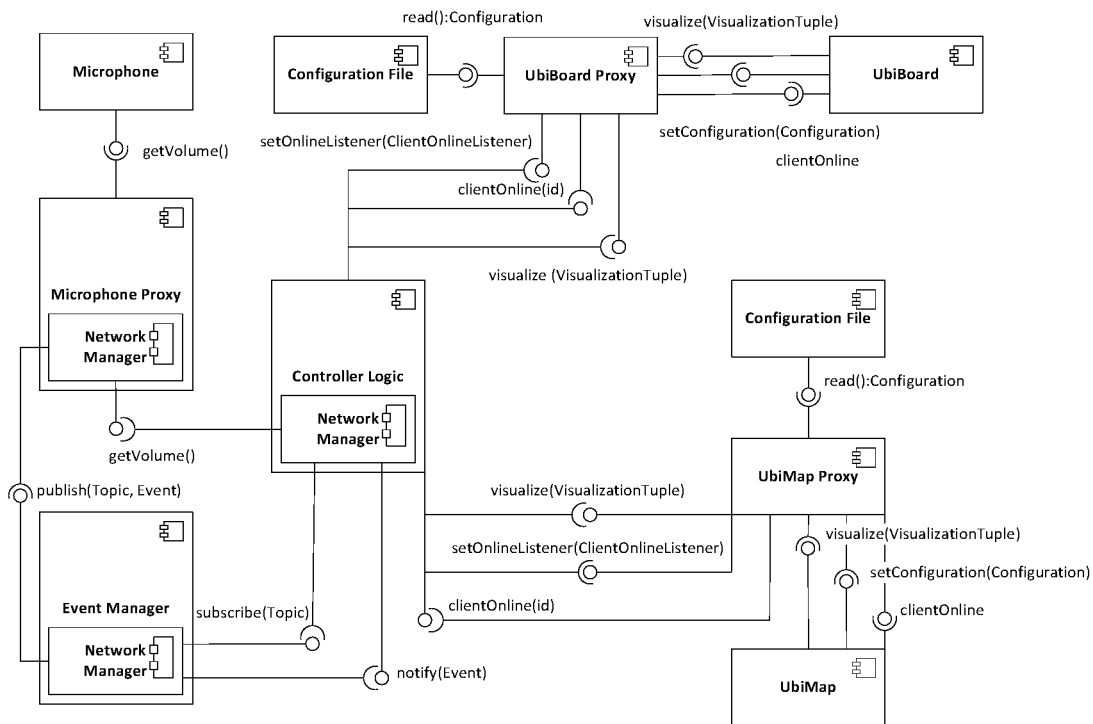 read():Configuration
visualize(VisualizationTuple)
Microphone
Configuration File
UbiBoard Proxy
UbiBoard
getVolume()
setOnlineListener(ClientOnlineListener)
setConfiguration(Configuration)
clientOnline
clientOnline(id)
visualize (VisualizationTuple)
Microphone Proxy
Network
Manager
Controller Logic
Network
Manager
Configuration File
read():Configuration
getVolume()
publish(Topic, Event)
visualize(VisualizationTuple)
UbiMap Proxy
setOnlineListener(ClientOnlineListener)
visualize(VisualizationTuple)
setConfiguration(Configuration)
Event Manager
subscribe(Topic)
clientOnline(id)
clientOnline
Network
Manager
notify(Event)
UbiMap